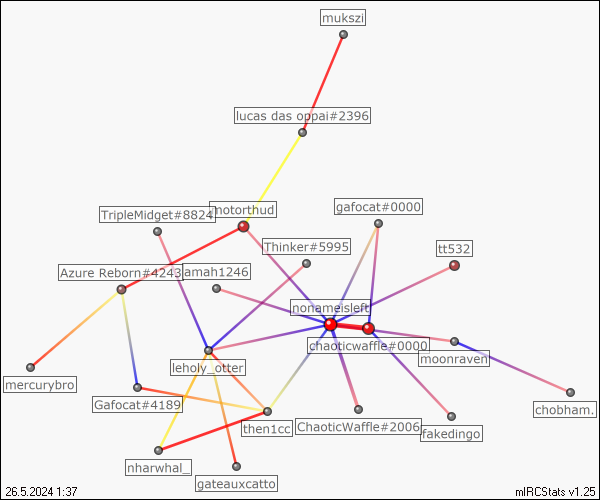 mukszi
lucas das oppai#2396
gafocat#0000
TripleMidget#8824
motorthud
Thinker#5995
tt532
Azure Reborn#4243
amah1246
nonameisleft
chaoticwaffle#0000
moonraven
leholy_otter
mercurybro
Gafocat#4189
chobham.
then1cc
ChaoticWaffle#2006
fakedingo
nharwhal_
gateauxcatto
26.5.2024 1:37
mIRCStats v1.25